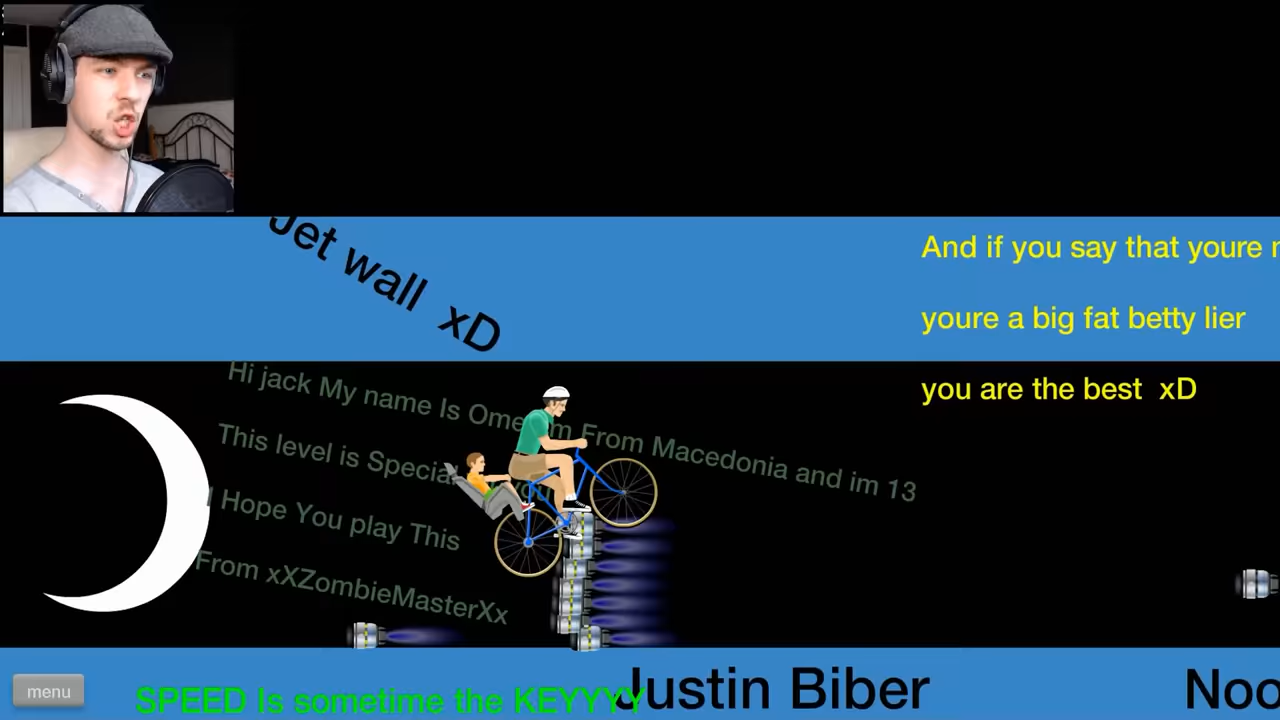 Jet wall xD
And if you say that youre
youre a big fat betty lier
you are the best xD
Hi jack My name Is From Macedonia and im 13
This level is you
I Hope You play This
From xXZombieMasterXx
Justin Biber
Noo
menu
SPEED Is sometime the KEYYYY